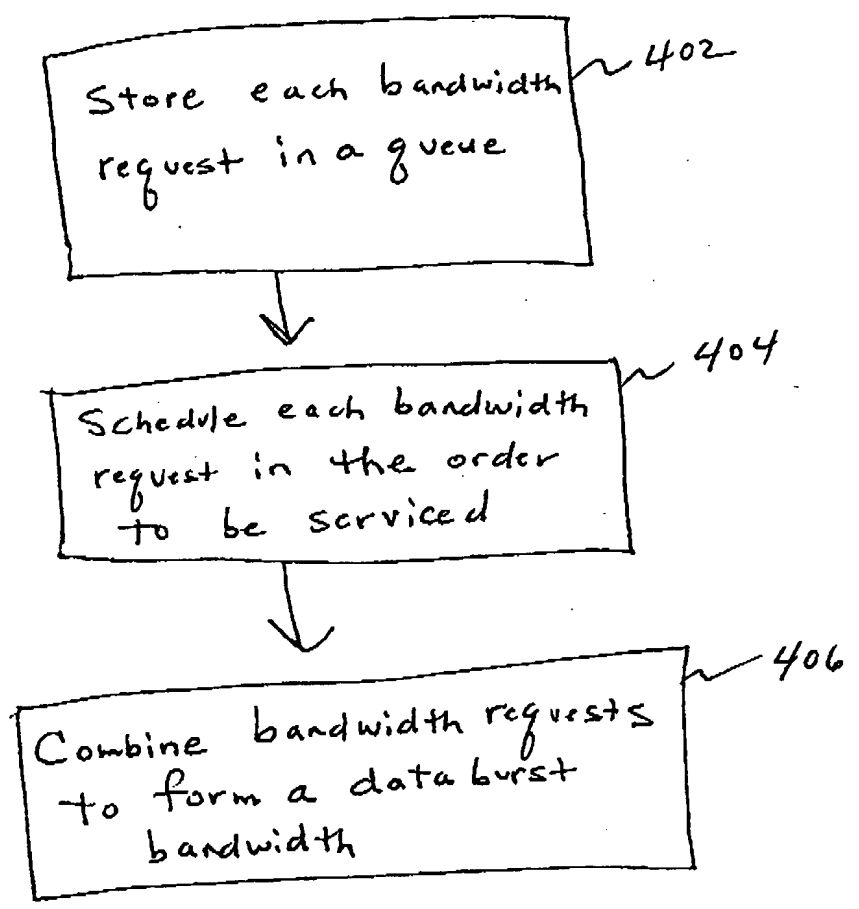 Store each bandwidth
request in a queue
402
Schedule each bandwidth
request in the order
to be serviced
404
Combine bandwidth requests
to form a data burst
bandwidth
406